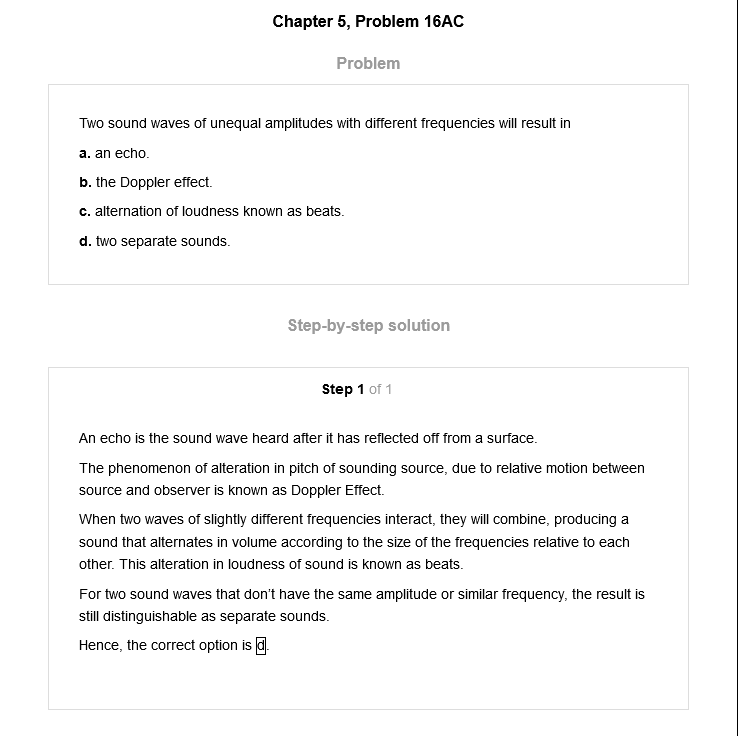 Chapter 5, Problem 16AC
Problem
Two sound waves of unequal amplitudes with different frequencies will result in
a. an echo.
b. the Doppler effect.
c. alternation of loudness known as beats.
d. two separate sounds.
Step-by-step solution
Step 1 of 1
An echo is the sound wave heard after it has reflected off from a surface.
The phenomenon of alteration in pitch of sounding source, due to relative motion between
source and observer is known as Doppler Effect.
When two waves of slightly different frequencies interact, they will combine, producing a
sound that alternates in volume according to the size of the frequencies relative to each
other. This alteration in loudness of sound is known as beats.
For two sound waves that don't have the same amplitude or similar frequency, the result is
still distinguishable as separate sounds.
Hence, the correct option is d.